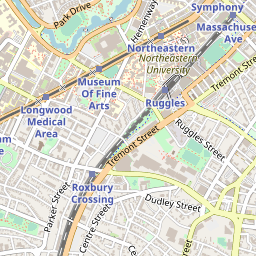 Park Drive
Hemenway
Symphony
Massachuse
Ave
Northeastern
Northeastern
University
Museum
Of Fine
Arts
Tremont Street
Longwood
Medical
Area
Ruggles
Ruggles Street
Tremont Street
Parker Street
Roxbury
Crossing
Dudley Street
Centre Street